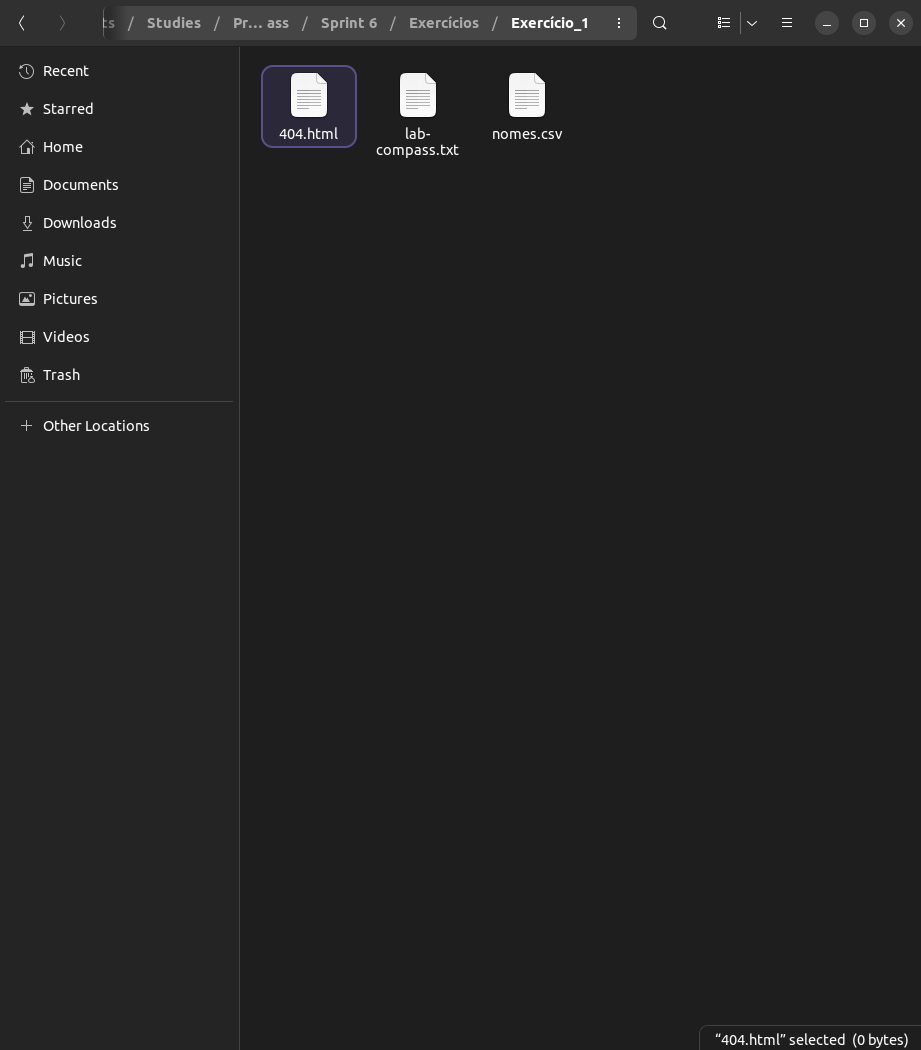 / Studies / Pr... ass / Sprint 6 / Exercícios / Exercício_1
Recent
Starred
Home
Documents
Downloads
Music
Pictures
Videos
Trash
Other Locations
404.html
lab-
compass.txt
nomes.csv
“404.html” selected (0 bytes)